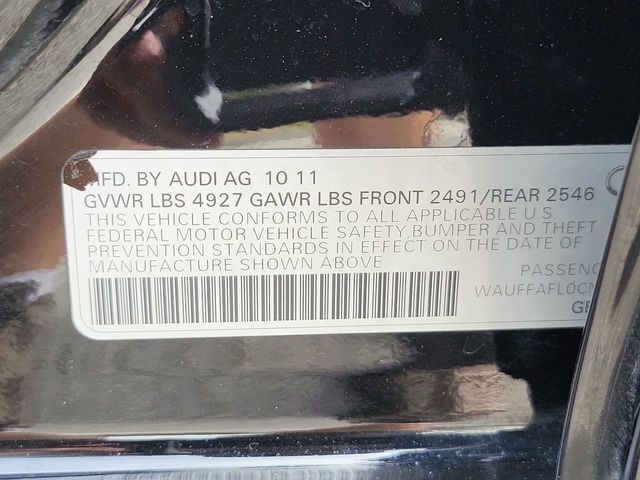 MFD. BY AUDI AG 10 11
GVWR LBS 4927 GAWR LBS FRONT 2491/REAR 2546
THIS VEHICLE CONFORMS TO ALL APPLICABLE U.S
FEDERAL MOTOR VEHICLE SAFETY, BUMPER AND THEFT
PREVENTION STANDARDS IN EFFECT ON THE DATE OF
MANUFACTURE SHOWN ABOVE
PASSENG
WAUFFAFL0CN